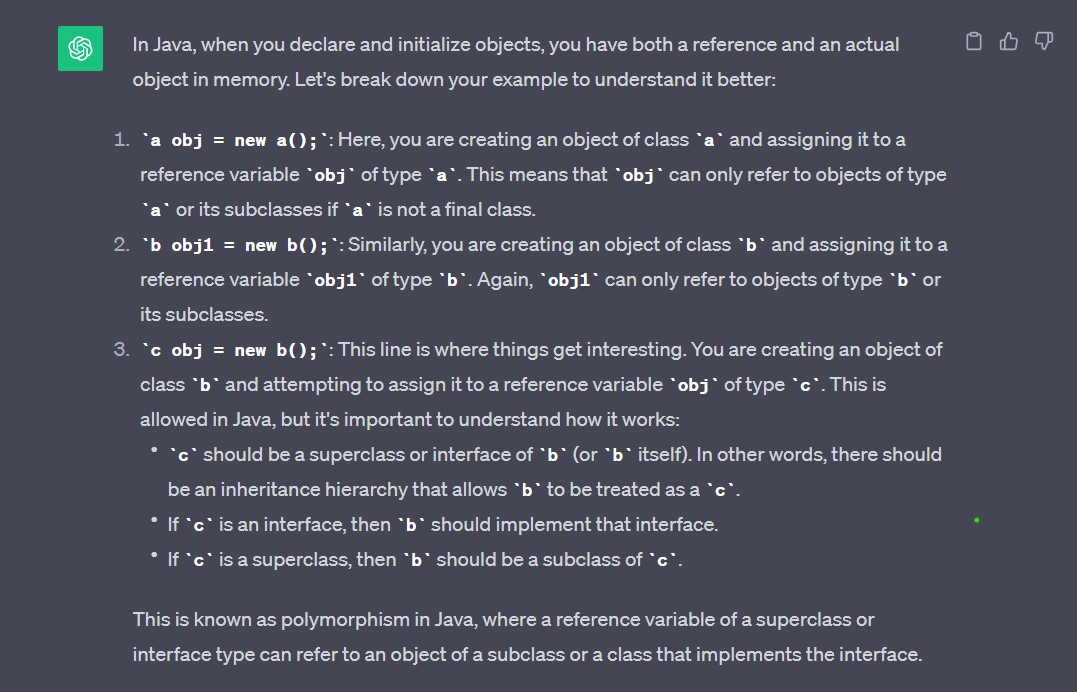 In Java, when you declare and initialize objects, you have both a reference and an actual
object in memory. Let's break down your example to understand it better:
1. `a obj = new a();`: Here, you are creating an object of class `a` and assigning it to a
reference variable `obj` of type `a`. This means that `obj` can only refer to objects of type
`a` or its subclasses if `a` is not a final class.
2. `b obj1 = new b();`: Similarly, you are creating an object of class `b` and assigning it to a
reference variable `obj1` of type `b`. Again, `obj1` can only refer to objects of type `b` or
its subclasses.
3. `c obj = new b();`: This line is where things get interesting. You are creating an object of
class `b` and attempting to assign it to a reference variable `obj` of type `c`. This is
allowed in Java, but it's important to understand how it works:
• `c` should be a superclass or interface of `b` (or `b` itself). In other words, there should
be an inheritance hierarchy that allows `b` to be treated as a `c`.
• If `c` is an interface, then `b` should implement that interface.
• If `c` is a superclass, then `b` should be a subclass of `c`.
This is known as polymorphism in Java, where a reference variable of a superclass or
interface type can refer to an object of a subclass or a class that implements the interface.